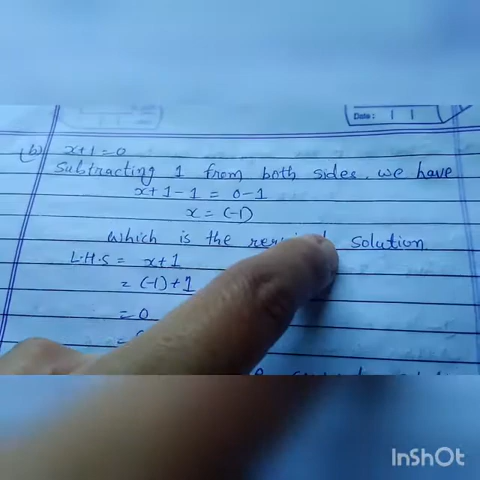 Date :
(b) x+1=0
Subtracting 1 from both sides, we have
x+1-1 = 0-1
x = (-1)
which is the solution
L.H.S = x+1
= (-1)+1
= 0
InShOt